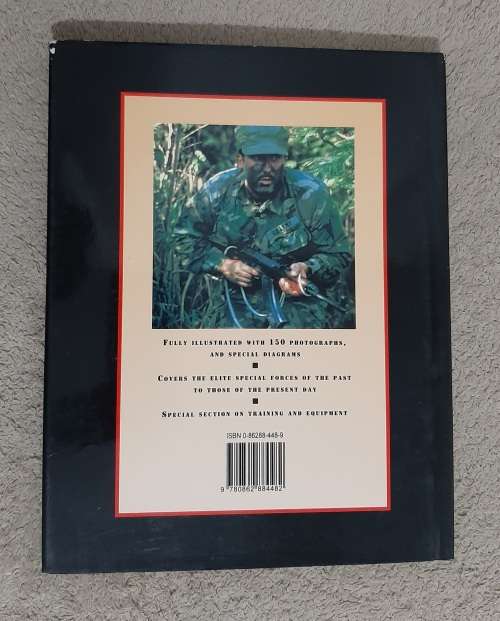 Fully illustrated with 150 photographs,
and special diagrams
Covers the elite special forces of the past
to those of the present day
Special section on training and equipment
ISBN 0-86288-448-9
9 780862 884482